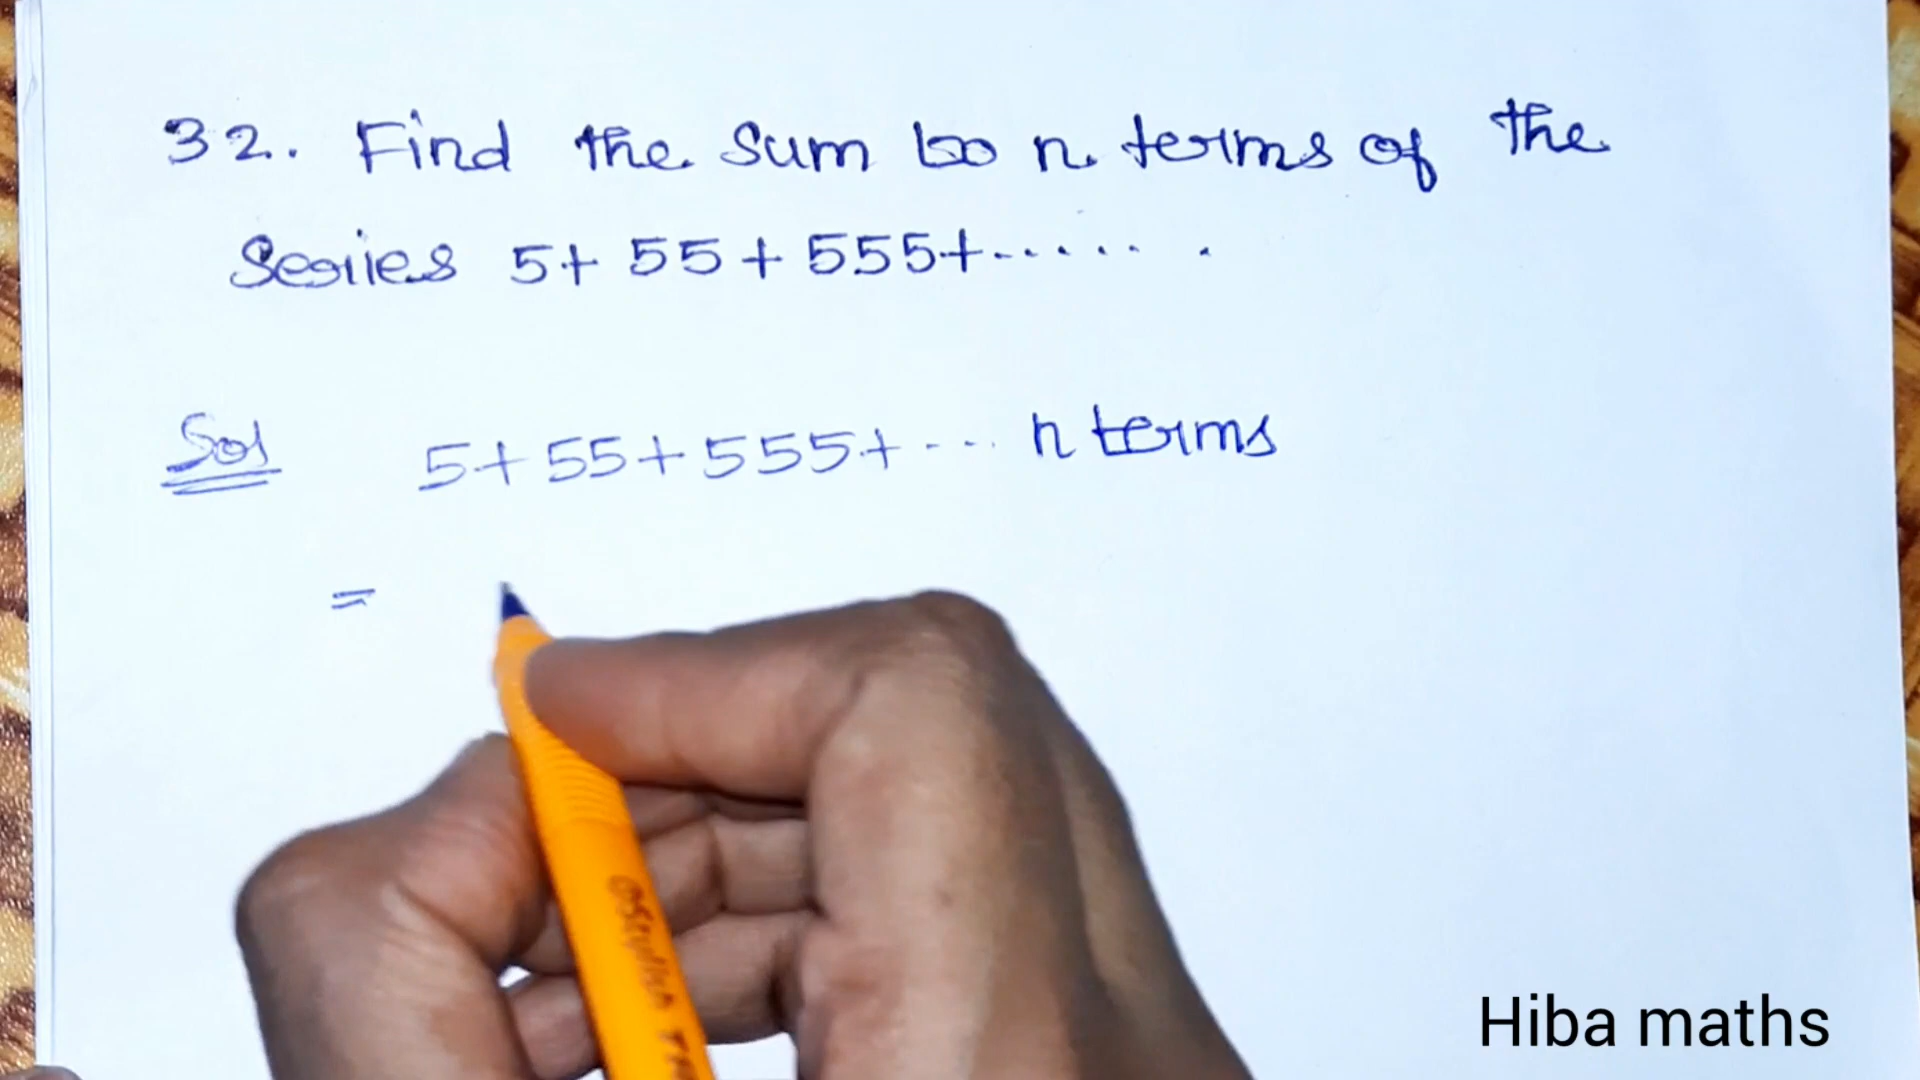 32. Find the sum to n terms of the
Series 5+ 55 + 555+...... .
Sol 5+55+555+... n terms
=
Hiba maths